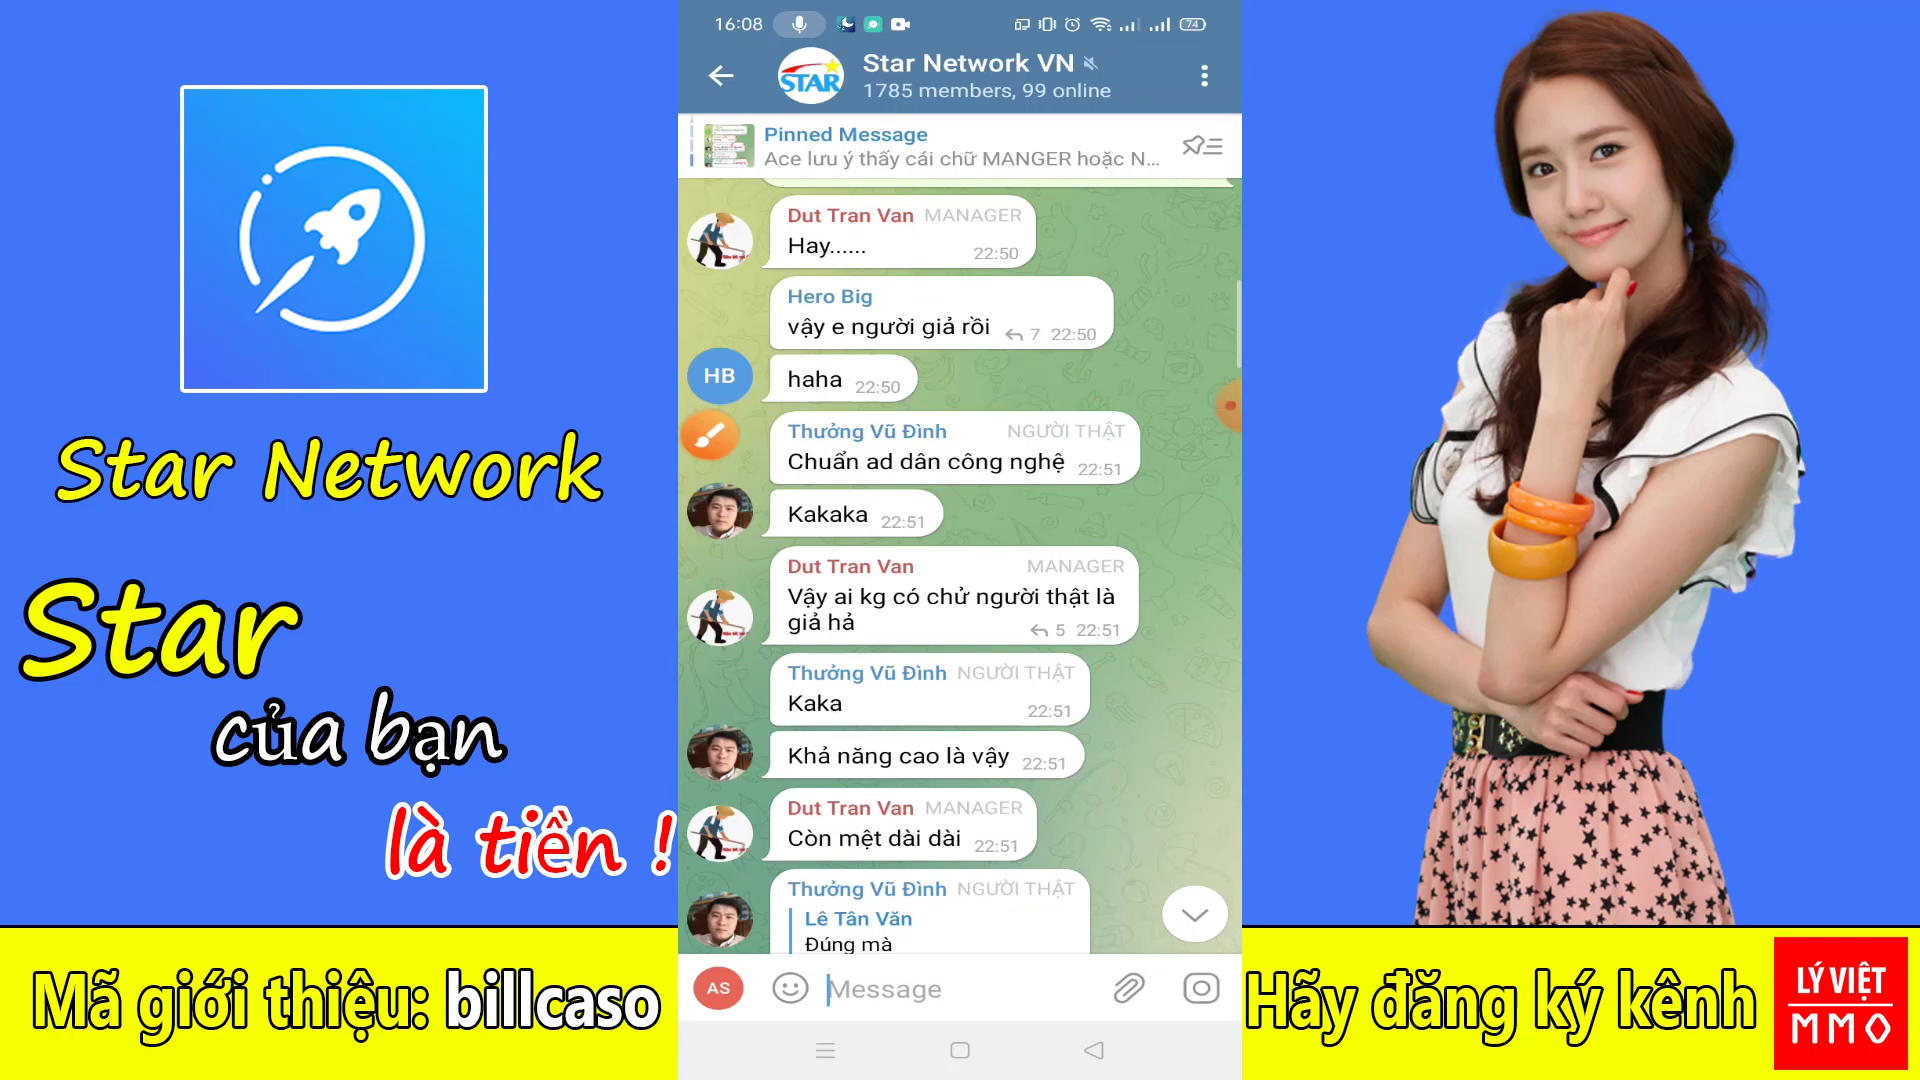 Star Network
Star
của bạn
là tiền !
Mã giới thiệu: billcaso
16:08
74
STAR
Star Network VN
1785 members, 99 online
Pinned Message
Ace lưu ý thấy cái chữ MANGER hoặc N...
Dut Tran Van MANAGER
Hay...... 22:50
Hero Big
vậy e người giả rồi 7 22:50
HB
haha 22:50
Thưởng Vũ Đình NGƯỜI THẬT
Chuẩn ad dân công nghệ 22:51
Kakaka 22:51
Dut Tran Van MANAGER
Vậy ai kg có chử người thật là
giả hả 5 22:51
Thưởng Vũ Đình NGƯỜI THẬT
Kaka 22:51
Khả năng cao là vậy 22:51
Dut Tran Van MANAGER
Còn mệt dài dài 22:51
Thưởng Vũ Đình NGƯỜI THẬT
Lê Tân Văn
Đúng mà
AS
Message
Hãy đăng ký kênh
LÝ VIỆT
MMO